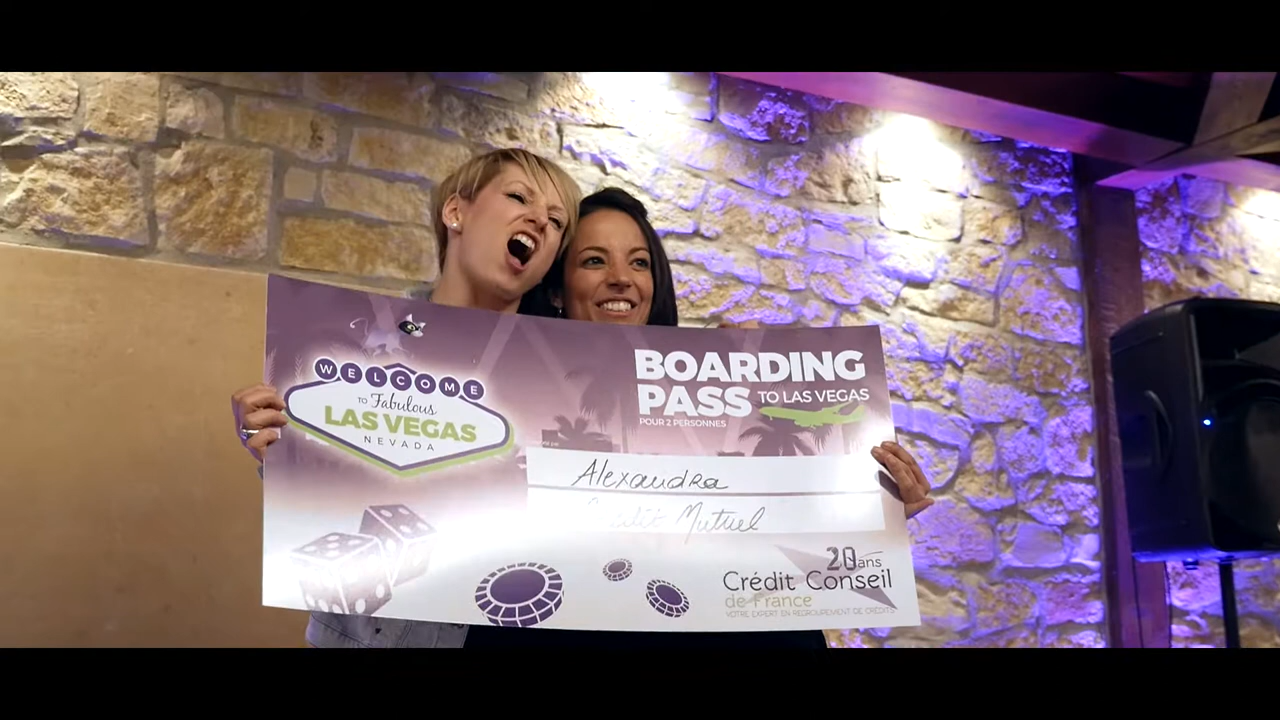 WELCOME
TO Fabulous
LAS VEGAS
NEVADA
BOARDING
PASS TO LAS VEGAS
POUR 2 PERSONNES
Alexandra
Crédit Mutuel
20 ans
Crédit Conseil
de France
VOTRE EXPERT EN REGROUPEMENT DE CRÉDITS